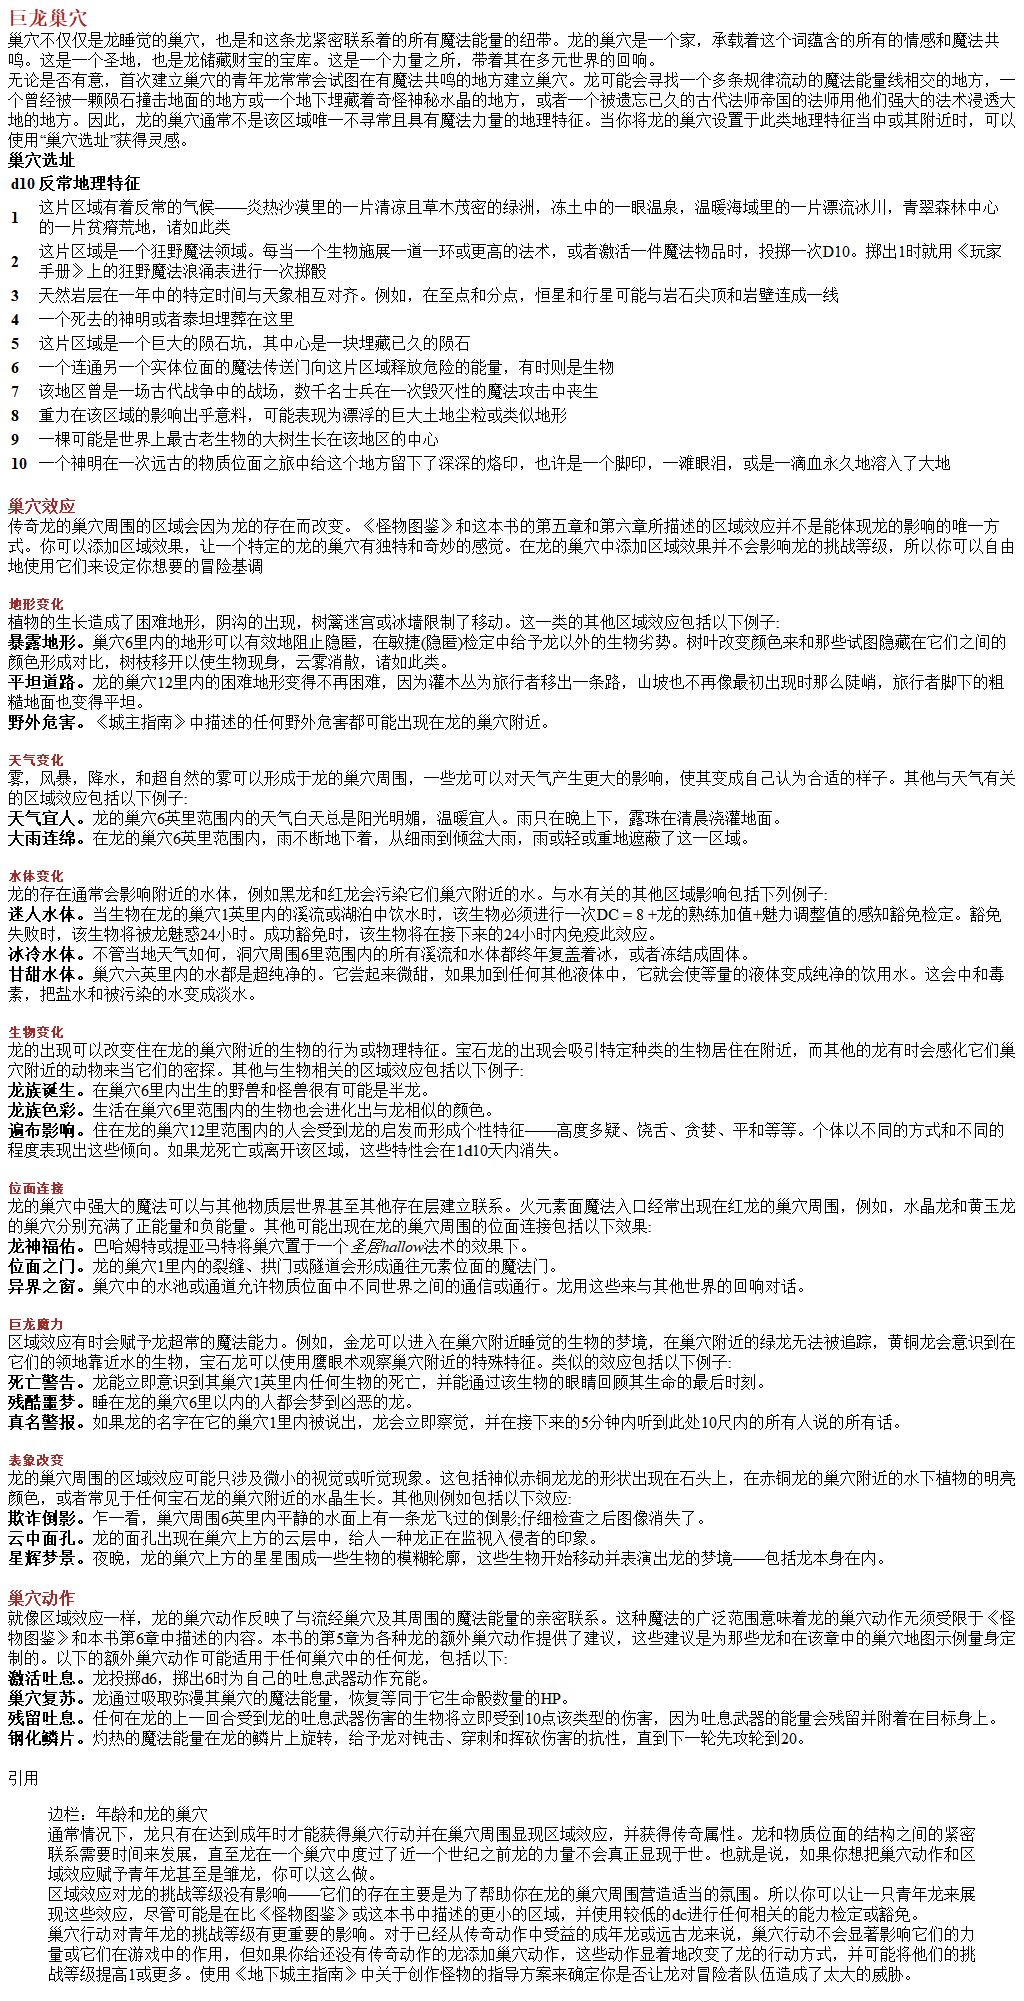 巨龙巢穴
巢穴不仅仅是龙睡觉的巢穴，也是和这条龙紧密联系着的所有魔法能量的纽带。龙的巢穴是一个家，承载着这个词蕴含的所有的情感和魔法共
鸣。这是一个圣地，也是龙储藏财宝的宝库。这是一个力量之所，带着其在多元世界的回响。
无论是否有意，首次建立巢穴的青年龙常常会试图在有魔法共鸣的地方建立巢穴。龙可能会寻找一个多条规律流动的魔法能量线相交的地方，一
个曾经被一颗陨石撞击地面的地方或一个地下埋藏着奇怪神秘水晶的地方，或者一个被遗忘已久的古代法师帝国的法师用他们强大的法术浸透大
地的地方。因此，龙的巢穴通常不是该区域唯一不寻常且具有魔法力量的地理特征。当你将龙的巢穴设置于此类地理特征当中或其附近时，可以
使用“巢穴选址”获得灵感。
巢穴选址
d10 反常地理特征
1 这片区域有着反常的气候——炎热沙漠里的一片清凉且草木茂密的绿洲，冻土中的一眼温泉，温暖海域里的一片漂流冰川，青翠森林中心
的一片贫瘠荒地，诸如此类
2 这片区域是一个狂野魔法领域。每当一个生物施展一道一环或更高的法术，或者激活一件魔法物品时，投掷一次D10。掷出1时就用《玩家
手册》上的狂野魔法浪涌表进行一次掷骰
3 天然岩层在一年中的特定时间与天象相互对齐。例如，在至点和分点，恒星和行星可能与岩石尖顶和岩壁连成一线
4 一个死去的神明或者泰坦埋葬在这里
5 这片区域是一个巨大的陨石坑，其中心是一块埋藏已久的陨石
6 一个连通另一个实体位面的魔法传送门向这片区域释放危险的能量，有时则是生物
7 该地区曾是一场古代战争中的战场，数千名士兵在一次毁灭性的魔法攻击中丧生
8 重力在该区域的影响出乎意料，可能表现为漂浮的巨大土地尘粒或类似地形
9 一棵可能是世界上最古老生物的大树生长在该地区的中心
10 一个神明在一次远古的物质位面之旅中给这个地方留下了深深的烙印，也许是一个脚印，一滩眼泪，或是一滴血永久地溶入了大地
巢穴效应
传奇龙的巢穴周围的区域会因为龙的存在而改变。《怪物图鉴》和这本书的第五章和第六章所描述的区域效应并不是能体现龙的影响的唯一方
式。你可以添加区域效果，让一个特定的龙的巢穴有独特和奇妙的感觉。在龙的巢穴中添加区域效果并不会影响龙的挑战等级，所以你可以自由
地使用它们来设定你想要的冒险基调
地形变化
植物的生长造成了困难地形，阴沟的出现，树篱迷宫或冰墙限制了移动。这一类的其他区域效应包括以下例子:
暴露地形。巢穴6里内的地形可以有效地阻止隐匿，在敏捷(隐匿)检定中给予龙以外的生物劣势。树叶改变颜色来和那些试图隐藏在它们之间的
颜色形成对比，树枝移开以使生物现身，云雾消散，诸如此类。
平坦道路。龙的巢穴12里内的困难地形变得不再困难，因为灌木丛为旅行者移出一条路，山坡也不再像最初出现时那么陡峭，旅行者脚下的粗
糙地面也变得平坦。
野外危害。《城主指南》中描述的任何野外危害都可能出现在龙的巢穴附近。
天气变化
雾，风暴，降水，和超自然的雾可以形成于龙的巢穴周围，一些龙可以对天气产生更大的影响，使其变成自己认为合适的样子。其他与天气有关
的区域效应包括以下例子:
天气宜人。龙的巢穴6英里范围内的天气白天总是阳光明媚，温暖宜人。雨只在晚上下，露珠在清晨浇灌地面。
大雨连绵。在龙的巢穴6英里范围内，雨不断地下着，从细雨到倾盆大雨，雨或轻或重地遮蔽了这一区域。
水体变化
龙的存在通常会影响附近的水体，例如黑龙和红龙会污染它们巢穴附近的水。与水有关的其他区域影响包括下列例子:
迷人水体。当生物在龙的巢穴1英里内的溪流或湖泊中饮水时，该生物必须进行一次DC = 8 +龙的熟练加值+魅力调整值的感知豁免检定。豁免
失败时，该生物将被龙魅惑24小时。成功豁免时，该生物将在接下来的24小时内免疫此效应。
冰冷水体。不管当地天气如何，洞穴周围6里范围内的所有溪流和水体都终年复盖着冰，或者冻结成固体。
甘甜水体。巢穴六英里内的水都是超纯净的。它尝起来微甜，如果加到任何其他液体中，它就会使等量的液体变成纯净的饮用水。这会中和毒
素，把盐水和被污染的水变成淡水。
生物变化
龙的出现可以改变住在龙的巢穴附近的生物的行为或物理特征。宝石龙的出现会吸引特定种类的生物居住在附近，而其他的龙有时会感化它们巢
穴附近的动物来当它们的密探。其他与生物相关的区域效应包括以下例子:
龙族诞生。在巢穴6里内出生的野兽和怪兽很有可能是半龙。
龙族色彩。生活在巢穴6里范围内的生物也会进化出与龙相似的颜色。
遍布影响。住在龙的巢穴12里范围内的人会受到龙的启发而形成个性特征——高度多疑、饶舌、贪婪、平和等等。个体以不同的方式和不同的
程度表现出这些倾向。如果龙死亡或离开该区域，这些特性会在1d10天内消失。
位面连接
龙的巢穴中强大的魔法可以与其他物质层世界甚至其他存在层建立联系。火元素面魔法入口经常出现在红龙的巢穴周围，例如，水晶龙和黄玉龙
的巢穴分别充满了正能量和负能量。其他可能出现在龙的巢穴周围的位面连接包括以下效果:
龙神福佑。巴哈姆特或提亚马特将巢穴置于一个圣居hallow法术的效果下。
位面之门。龙的巢穴1里内的裂缝、拱门或隧道会形成通往元素位面的魔法门。
异界之窗。巢穴中的水池或通道允许物质位面中不同世界之间的通信或通行。龙用这些来与其他世界的回响对话。
巨龙魔力
区域效应有时会赋予龙超常的魔法能力。例如，金龙可以进入在巢穴附近睡觉的生物的梦境，在巢穴附近的绿龙无法被追踪，黄铜龙会意识到在
它们的领地靠近水的生物，宝石龙可以使用鹰眼术观察巢穴附近的特殊特征。类似的效应包括以下例子:
死亡警告。龙能立即意识到其巢穴1英里内任何生物的死亡，并能通过该生物的眼睛回顾其生命的最后时刻。
残酷噩梦。睡在龙的巢穴6里以内的人都会梦到凶恶的龙。
真名警报。如果龙的名字在它的巢穴1里内被说出，龙会立即察觉，并在接下来的5分钟内听到此处10尺内的所有人说的所有话。
表象改变
龙的巢穴周围的区域效应可能只涉及微小的视觉或听觉现象。这包括神似赤铜龙龙的形状出现在石头上，在赤铜龙的巢穴附近的水下植物的明亮
颜色，或者常见于任何宝石龙的巢穴附近的水晶生长。其他则例如包括以下效应:
欺诈倒影。乍一看，巢穴周围6英里内平静的水面上有一条龙飞过的倒影;仔细检查之后图像消失了。
云中面孔。龙的面孔出现在巢穴上方的云层中，给人一种龙正在监视入侵者的印象。
星辉梦景。夜晚，龙的巢穴上方的星星围成一些生物的模糊轮廓，这些生物开始移动并表演出龙的梦境——包括龙本身在内。
巢穴动作
就像区域效应一样，龙的巢穴动作反映了与流经巢穴及其周围的魔法能量的亲密联系。这种魔法的广泛范围意味着龙的巢穴动作无须受限于《怪
物图鉴》和本书第6章中描述的内容。本书的第5章为各种龙的额外巢穴动作提供了建议，这些建议是为那些龙和在该章中的巢穴地图示例量身定
制的。以下的额外巢穴动作可能适用于任何巢穴中的任何龙，包括以下:
激活吐息。龙投掷d6，掷出6时为自己的吐息武器动作充能。
巢穴复苏。龙通过吸取弥漫其巢穴的魔法能量，恢复等同于它生命骰数量的HP。
残留吐息。任何在龙的上一回合受到龙的吐息武器伤害的生物将立即受到10点该类型的伤害，因为吐息武器的能量会残留并附着在目标身上。
钢化鳞片。灼热的魔法能量在龙的鳞片上旋转，给予龙对钝击、穿刺和挥砍伤害的抗性，直到下一轮先攻轮到20。
引用
边栏：年龄和龙的巢穴
通常情况下，龙只有在达到成年时才能获得巢穴行动并在巢穴周围显现区域效应，并获得传奇属性。龙和物质位面的结构之间的紧密
联系需要时间来发展，直至龙在一个巢穴中度过了近一个世纪之前龙的力量不会真正显现于世。也就是说，如果你想把巢穴动作和区
域效应赋予青年龙甚至是雏龙，你可以这么做。
区域效应对龙的挑战等级没有影响——它们的存在主要是为了帮助你在龙的巢穴周围营造适当的氛围。所以你可以让一只青年龙来展
现这些效应，尽管可能是在比《怪物图鉴》或这本书中描述的更小的区域，并使用较低的dc进行任何相关的能力检定或豁免。
巢穴行动对青年龙的挑战等级有更重要的影响。对于已经从传奇动作中受益的成年龙或远古龙来说，巢穴行动不会显著影响它们的力
量或它们在游戏中的作用，但如果你给还没有传奇动作的龙添加巢穴动作，这些动作显着地改变了龙的行动方式，并可能将他们的挑
战等级提高1或更多。使用《地下城主指南》中关于创作怪物的指导方案来确定你是否让龙对冒险者队伍造成了太大的威胁。